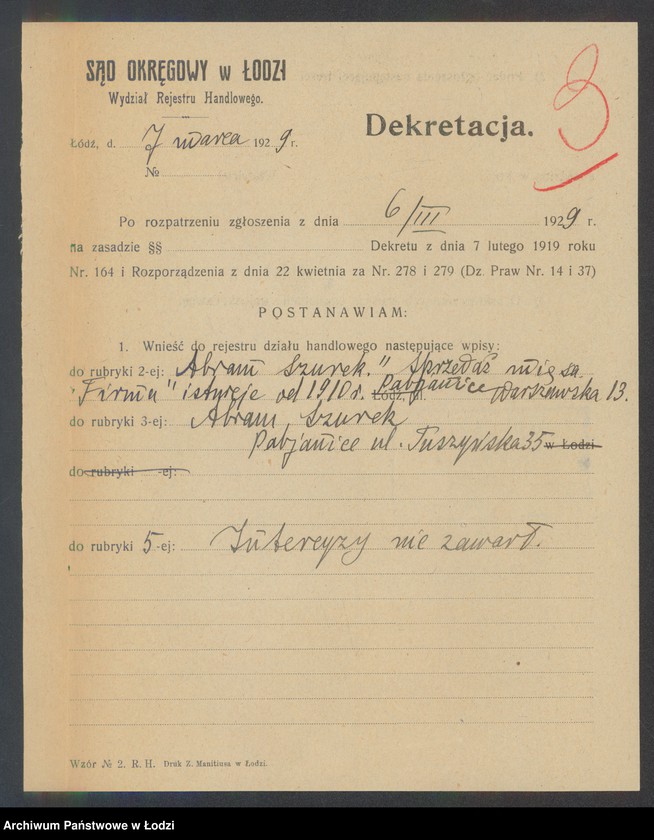 SĄD OKRĘGOWY w ŁODZI
Wydział Rejestru Handlowego.
Dekretacja.
3
Łódź, d. 7 marca 1929 r.
№
Po rozpatrzeniu zgłoszenia z dnia 6/III 1929 r.
na zasadzie §§ Dekretu z dnia 7 lutego 1919 roku
Nr. 164 i Rozporządzenia z dnia 22 kwietnia za Nr. 278 i 279 (Dz. Praw Nr. 14 i 37)
POSTANAWIAM:
1. Wnieść do rejestru działu handlowego następujące wpisy:
do rubryki 2-ej: „Abram Szurek." Sprzedaż mięsa.
"Firma" istnieje od 1910 r. Łódź, ul. Pabjanice Warszawska 13.
do rubryki 3-ej: Abram Szurek
Pabjanice ul. Tuszyńska 35 w Łodzi
do rubryki -ej:
do rubryki 5-ej: Intercyzy nie zawarł.
Wzór № 2. R. H. Druk Z. Manitiusa w Łodzi.
Archiwum Państwowe w Łodzi